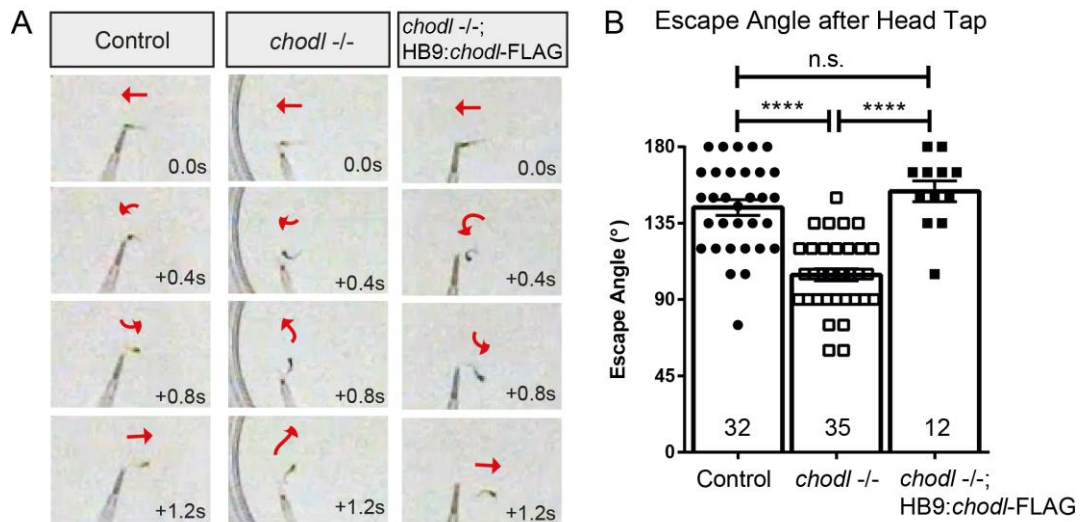 A
Control
chodl -/-
chodl -/-;
HB9:chodl-FLAG
0.0s
0.0s
0.0s
+0.4s
+0.4s
+0.4s
+0.8s
+0.8s
+0.8s
+1.2s
+1.2s
+1.2s
B
Escape Angle after Head Tap
n.s.
****
****
Escape Angle (°)
180
135
90
45
0
32
35
12
Control
chodl -/-
chodl -/-;
HB9:chodl-FLAG